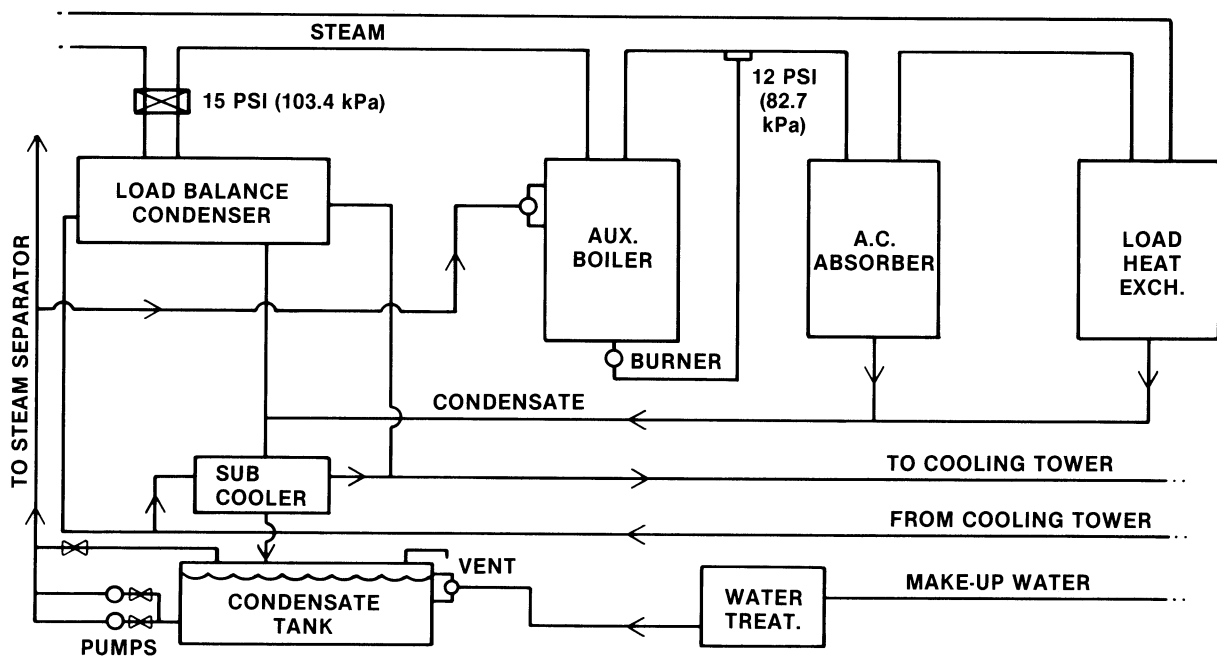 STEAM
15 PSI (103.4 kPa)
12 PSI
(82.7
kPa)
LOAD BALANCE
CONDENSER
AUX.
BOILER
A.C.
ABSORBER
LOAD
HEAT
EXCH.
TO STEAM SEPARATOR
BURNER
CONDENSATE
SUB
COOLER
TO COOLING TOWER
FROM COOLING TOWER
VENT
CONDENSATE
TANK
WATER
TREAT.
MAKE-UP WATER
PUMPS